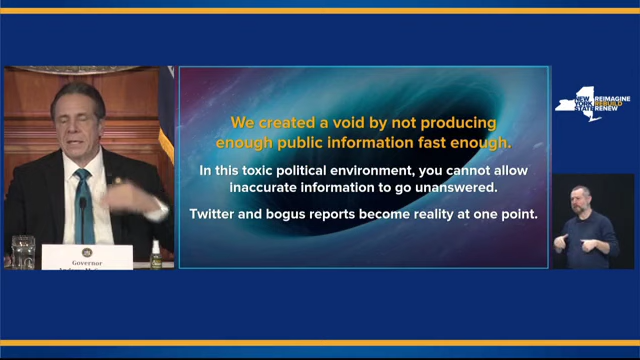 We created a void by not producing
enough public information fast enough.
In this toxic political environment, you cannot allow
inaccurate information to go unanswered.
Twitter and bogus reports become reality at one point.
NEW YORK STATE
REIMAGINE
REBUILD
RENEW
Governor